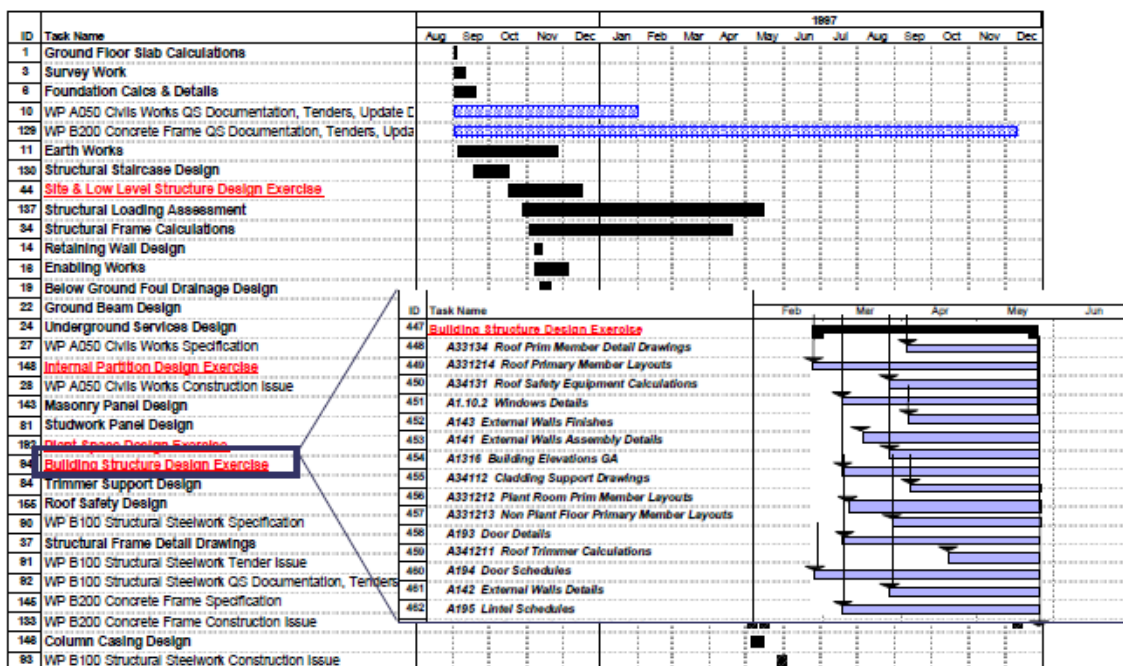 1997
ID Task Name Aug Sep Oct Nov Dec Jan Feb Mar Apr May Jun Jul Aug Sep Oct Nov Dec
1 Ground Floor Slab Calculations
3 Survey Work
6 Foundation Calcs & Details
10 WP A050 Civils Works QS Documentation, Tenders, Update D
129 WP B200 Concrete Frame QS Documentation, Tenders, Upda
11 Earth Works
130 Structural Staircase Design
44 Site & Low Level Structure Design Exercise
137 Structural Loading Assessment
34 Structural Frame Calculations
14 Retaining Wall Design
16 Enabling Works
19 Below Ground Foul Drainage Design
22 Ground Beam Design
24 Underground Services Design
27 WP A050 Civils Works Specification
148 Internal Partition Design Exercise
28 WP A050 Civils Works Construction Issue
143 Masonry Panel Design
81 Studwork Panel Design
Plant Space Design Exercise
94 Building Structure Design Exercise
84 Trimmer Support Design
155 Roof Safety Design
90 WP B100 Structural Steelwork Specification
37 Structural Frame Detail Drawings
91 WP B100 Structural Steelwork Tender Issue
92 WP B100 Structural Steelwork QS Documentation, Tenders
145 WP B200 Concrete Frame Specification
133 WP B200 Concrete Frame Construction Issue
146 Column Casing Design
93 WP B100 Structural Steelwork Construction Issue
ID Task Name Feb Mar Apr May Jun
447 Building Structure Design Exercise
448 A33134 Roof Prim Member Detail Drawings
449 A331214 Roof Primary Member Layouts
450 A34131 Roof Safety Equipment Calculations
451 A1.10.2 Windows Details
452 A143 External Walls Finishes
453 A141 External Walls Assembly Details
454 A1316 Building Elevations GA
455 A34112 Cladding Support Drawings
456 A331212 Plant Room Prim Member Layouts
457 A331213 Non Plant Floor Primary Member Layouts
458 A193 Door Details
459 A341211 Roof Trimmer Calculations
460 A194 Door Schedules
461 A142 External Walls Details
462 A195 Lintel Schedules